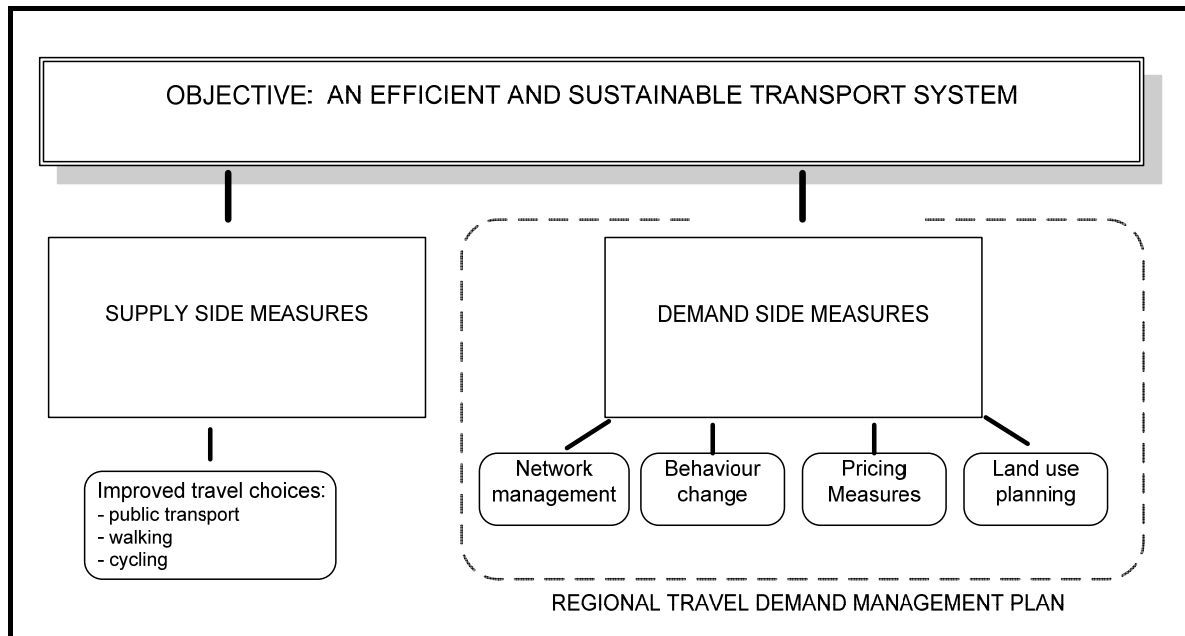 OBJECTIVE: AN EFFICIENT AND SUSTAINABLE TRANSPORT SYSTEM
SUPPLY SIDE MEASURES
DEMAND SIDE MEASURES
Improved travel choices:
- public transport
- walking
- cycling
Network
management
Behaviour
change
Pricing
Measures
Land use
planning
REGIONAL TRAVEL DEMAND MANAGEMENT PLAN